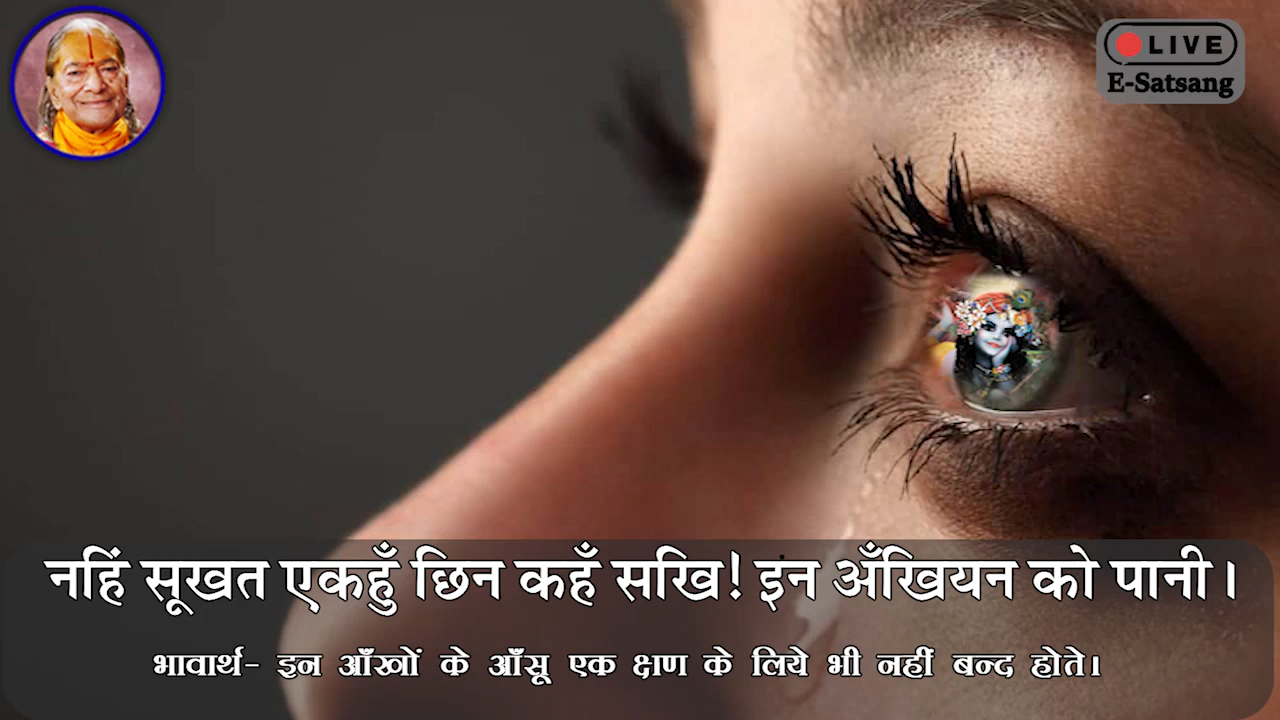 LIVE
E-Satsang
नहिं सूखत एकहुँ छिन कहँ सखि! इन अँखियन को पानी।
भावार्थ- इन आँखों के आँसू एक क्षण के लिये भी नहीं बन्द होते।